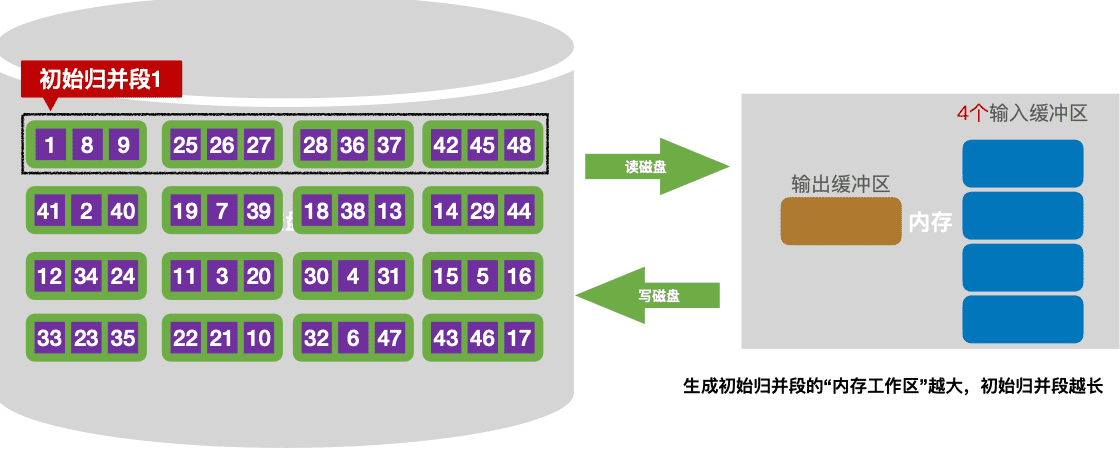 初始归并段1
1 8 9 25 26 27 28 36 37 42 45 48
41 2 40 19 7 39 18 38 13 14 29 44
盘
12 34 24 11 3 20 30 4 31 15 5 16
33 23 35 22 21 10 32 6 47 43 46 17
读磁盘
写磁盘
4个输入缓冲区
输出缓冲区
内存
生成初始归并段的“内存工作区”越大，初始归并段越长